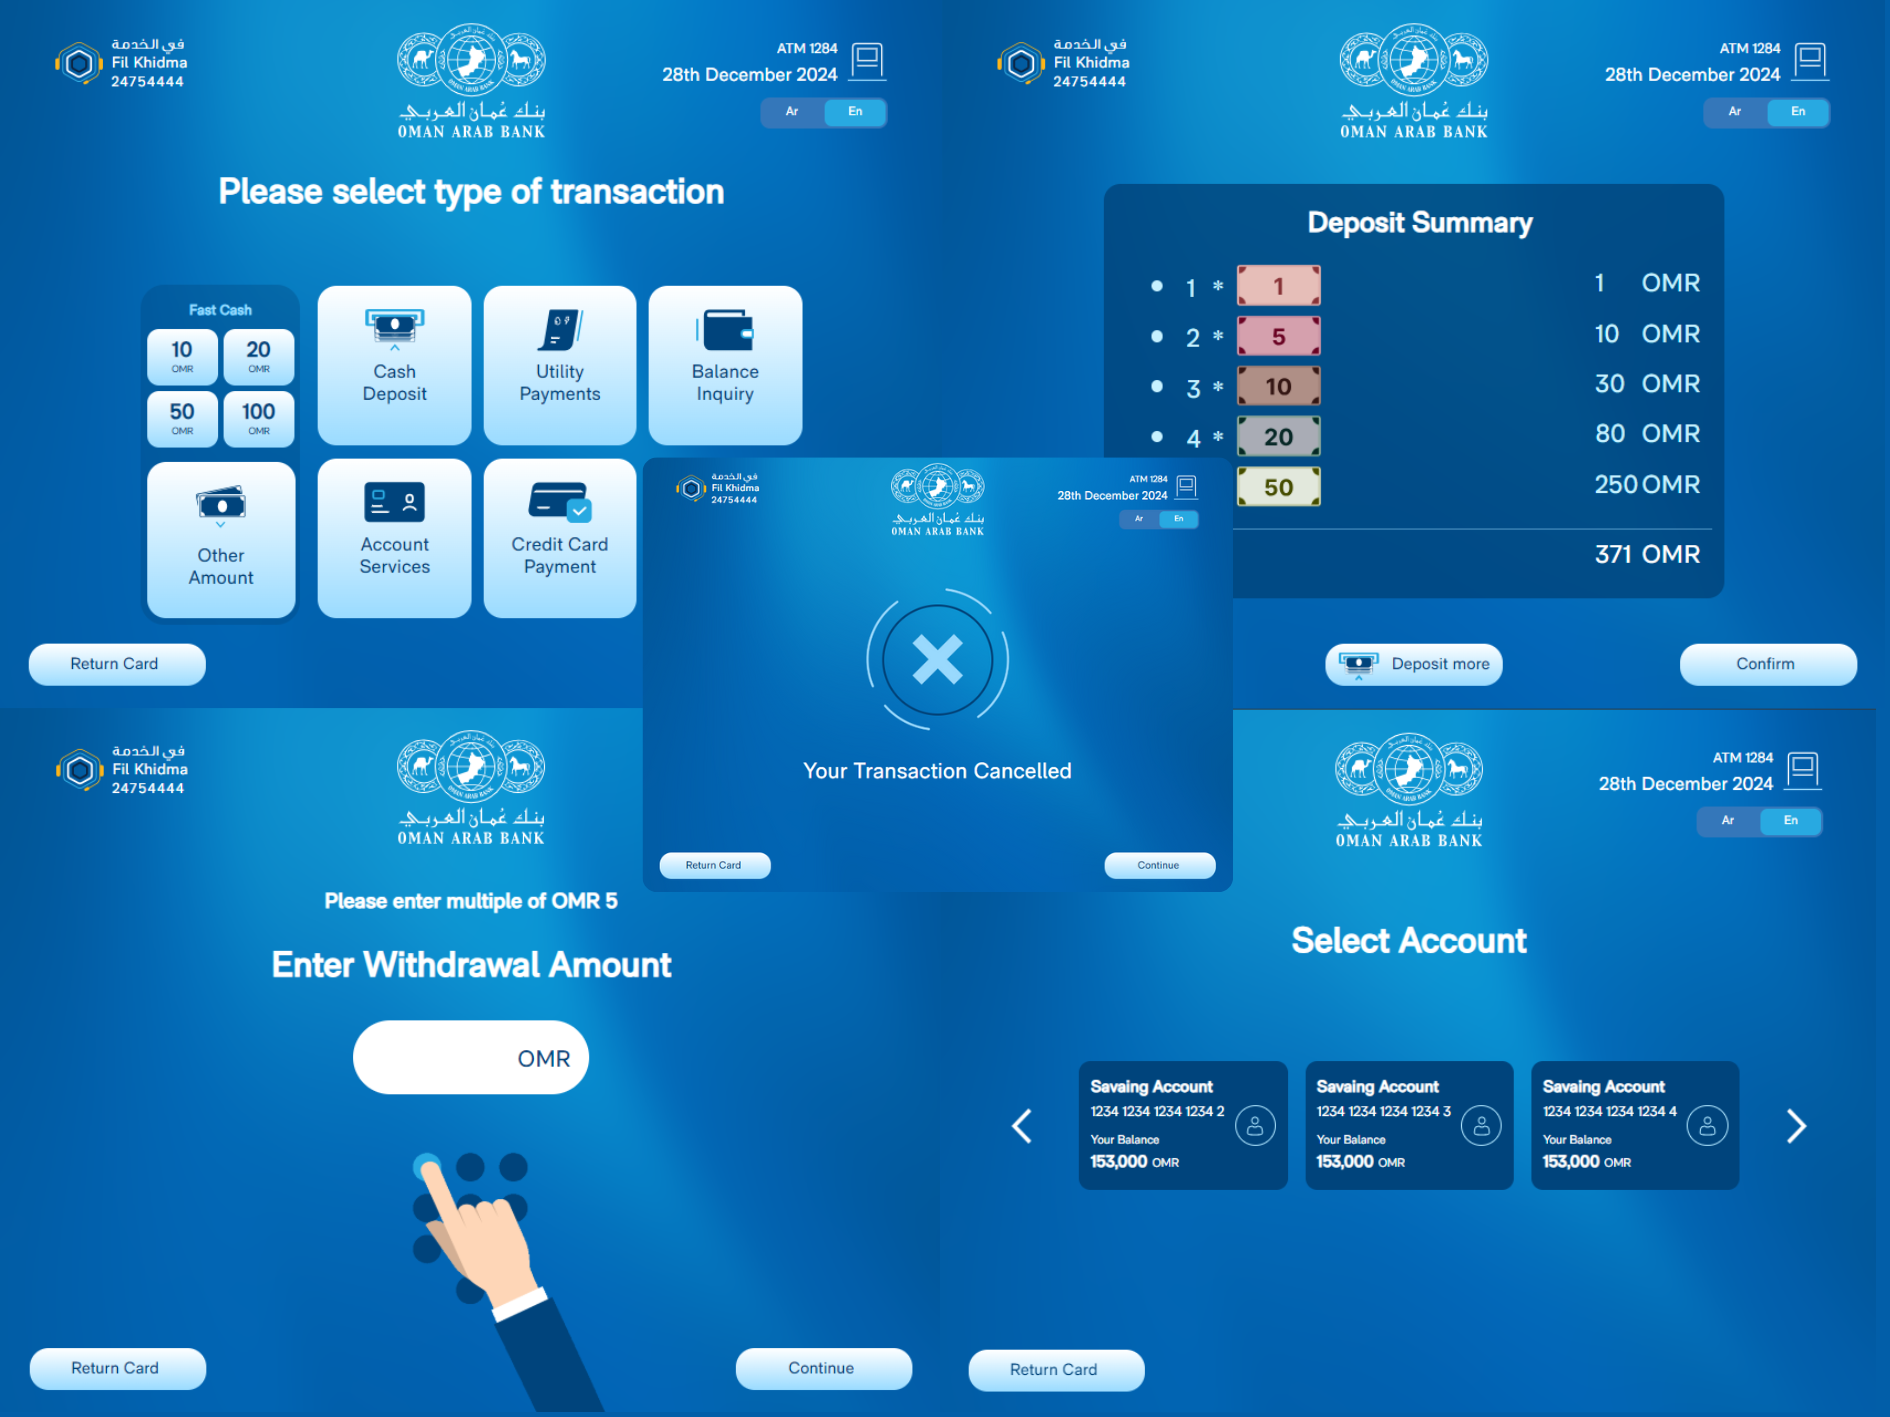 في الخدمة
Fil Khidma
24754444
بنك عُمان العربي
OMAN ARAB BANK
ATM 1284
28th December 2024
Ar
En
Please select type of transaction
Fast Cash
10
OMR
20
OMR
50
OMR
100
OMR
Other
Amount
Cash
Deposit
Utility
Payments
Balance
Inquiry
Account
Services
Credit Card
Payment
Return Card
في الخدمة
Fil Khidma
24754444
بنك عُمان العربي
OMAN ARAB BANK
ATM 1284
28th December 2024
Ar
En
Deposit Summary
1 * 1 1 OMR
2 * 5 10 OMR
3 * 10 30 OMR
4 * 20 80 OMR
50 250 OMR
371 OMR
Deposit more
Confirm
في الخدمة
Fil Khidma
24754444
بنك عُمان العربي
OMAN ARAB BANK
ATM 1284
28th December 2024
Ar
En
Your Transaction Cancelled
Return Card
Continue
في الخدمة
Fil Khidma
24754444
بنك عُمان العربي
OMAN ARAB BANK
Please enter multiple of OMR 5
Enter Withdrawal Amount
OMR
Return Card
Continue
بنك عُمان العربي
OMAN ARAB BANK
ATM 1284
28th December 2024
Ar
En
Select Account
Savaing Account
1234 1234 1234 1234 2
Your Balance
153,000 OMR
Savaing Account
1234 1234 1234 1234 3
Your Balance
153,000 OMR
Savaing Account
1234 1234 1234 1234 4
Your Balance
153,000 OMR
Return Card